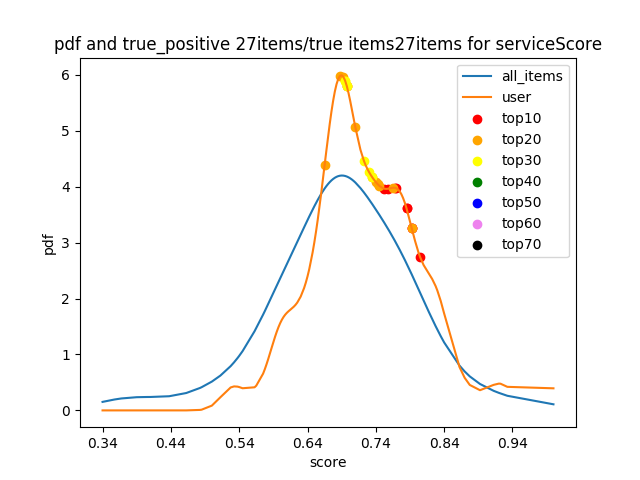 pdf and true_positive 27items/true items27items for serviceScore
all_items
user
top10
top20
top30
top40
top50
top60
top70
6
5
4
3
2
1
0
pdf
0.34 0.44 0.54 0.64 0.74 0.84 0.94
score